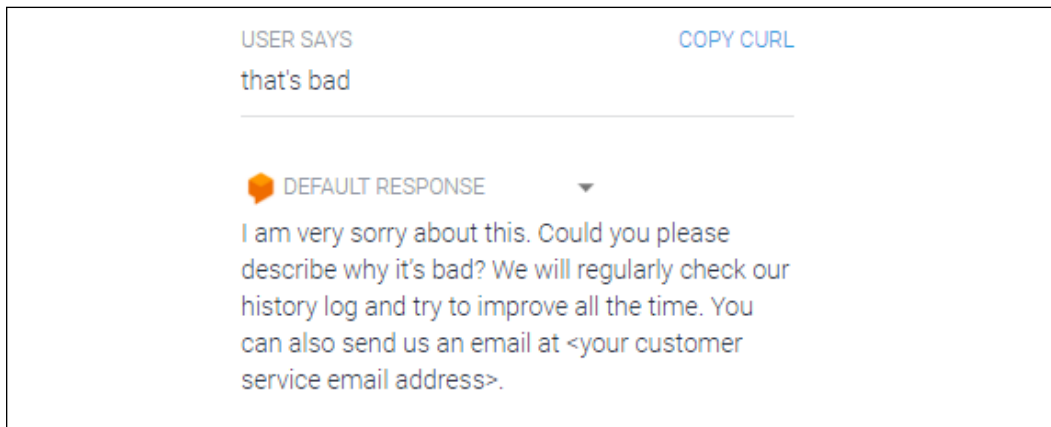 USER SAYS COPY CURL
that's bad
DEFAULT RESPONSE
I am very sorry about this. Could you please
describe why it's bad? We will regularly check our
history log and try to improve all the time. You
can also send us an email at <your customer
service email address>.